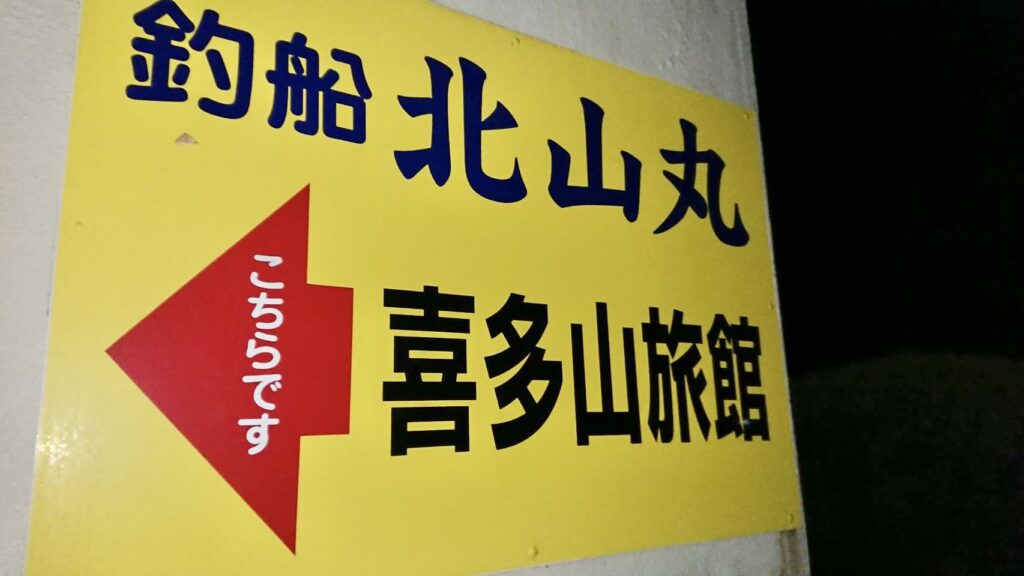 釣船 北山丸
喜多山旅館
こちらです